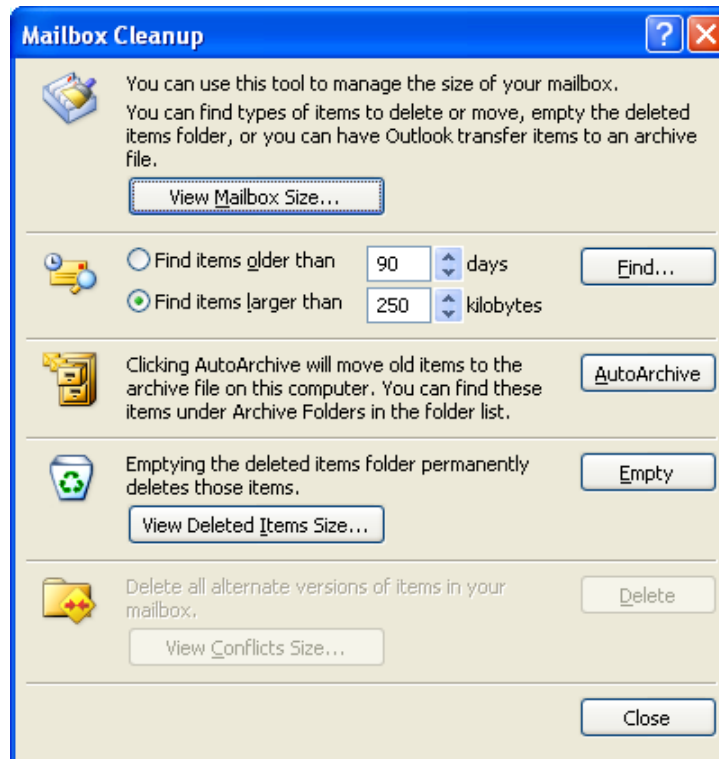 Mailbox Cleanup
You can use this tool to manage the size of your mailbox.
You can find types of items to delete or move, empty the deleted
items folder, or you can have Outlook transfer items to an archive
file.
View Mailbox Size...
Find items older than 90 days
Find...
Find items larger than 250 kilobytes
Clicking AutoArchive will move old items to the
archive file on this computer. You can find these
items under Archive Folders in the folder list.
AutoArchive
Emptying the deleted items folder permanently
deletes those items.
Empty
View Deleted Items Size...
Delete all alternate versions of items in your
mailbox.
Delete
View Conflicts Size...
Close